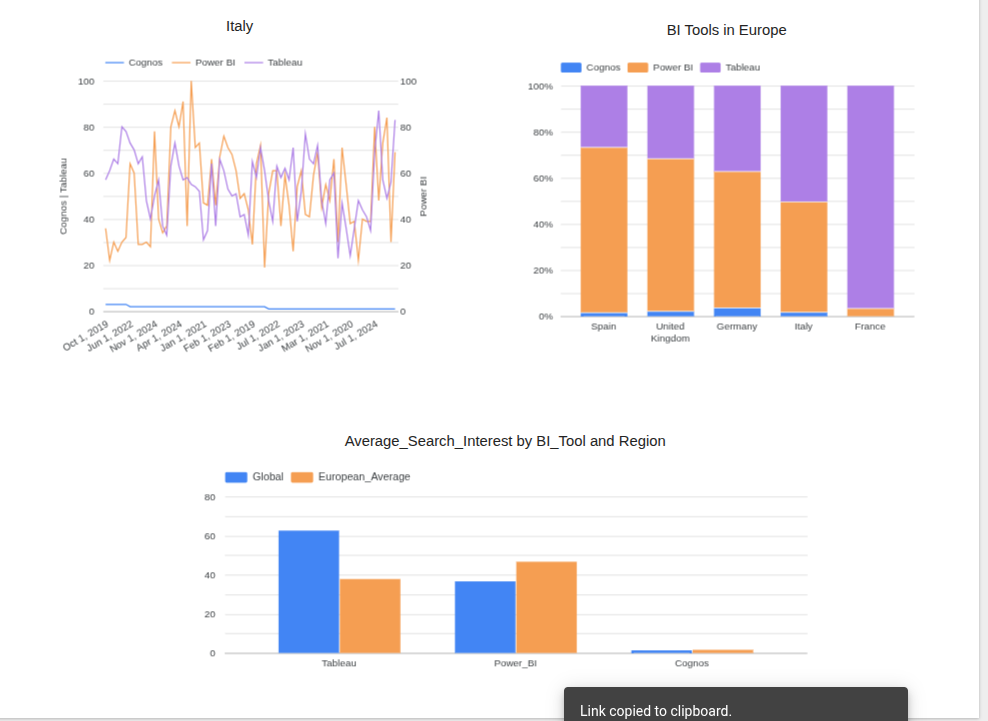 Italy
Cognos Power BI Tableau
100 100
80 80
60 60
40 40
20 20
0 0
Cognos | Tableau
Power BI
Oct 1, 2019
Jun 1, 2022
Nov 1, 2024
Apr 1, 2024
Jan 1, 2021
Feb 1, 2023
Feb 1, 2019
Jul 1, 2022
Jan 1, 2023
Mar 1, 2021
Nov 1, 2020
Jul 1, 2024
BI Tools in Europe
Cognos Power BI Tableau
100%
80%
60%
40%
20%
0%
Spain United Germany Italy France
Kingdom
Average_Search_Interest by BI_Tool and Region
Global European_Average
80
60
40
20
0
Tableau Power_BI Cognos
Link copied to clipboard.